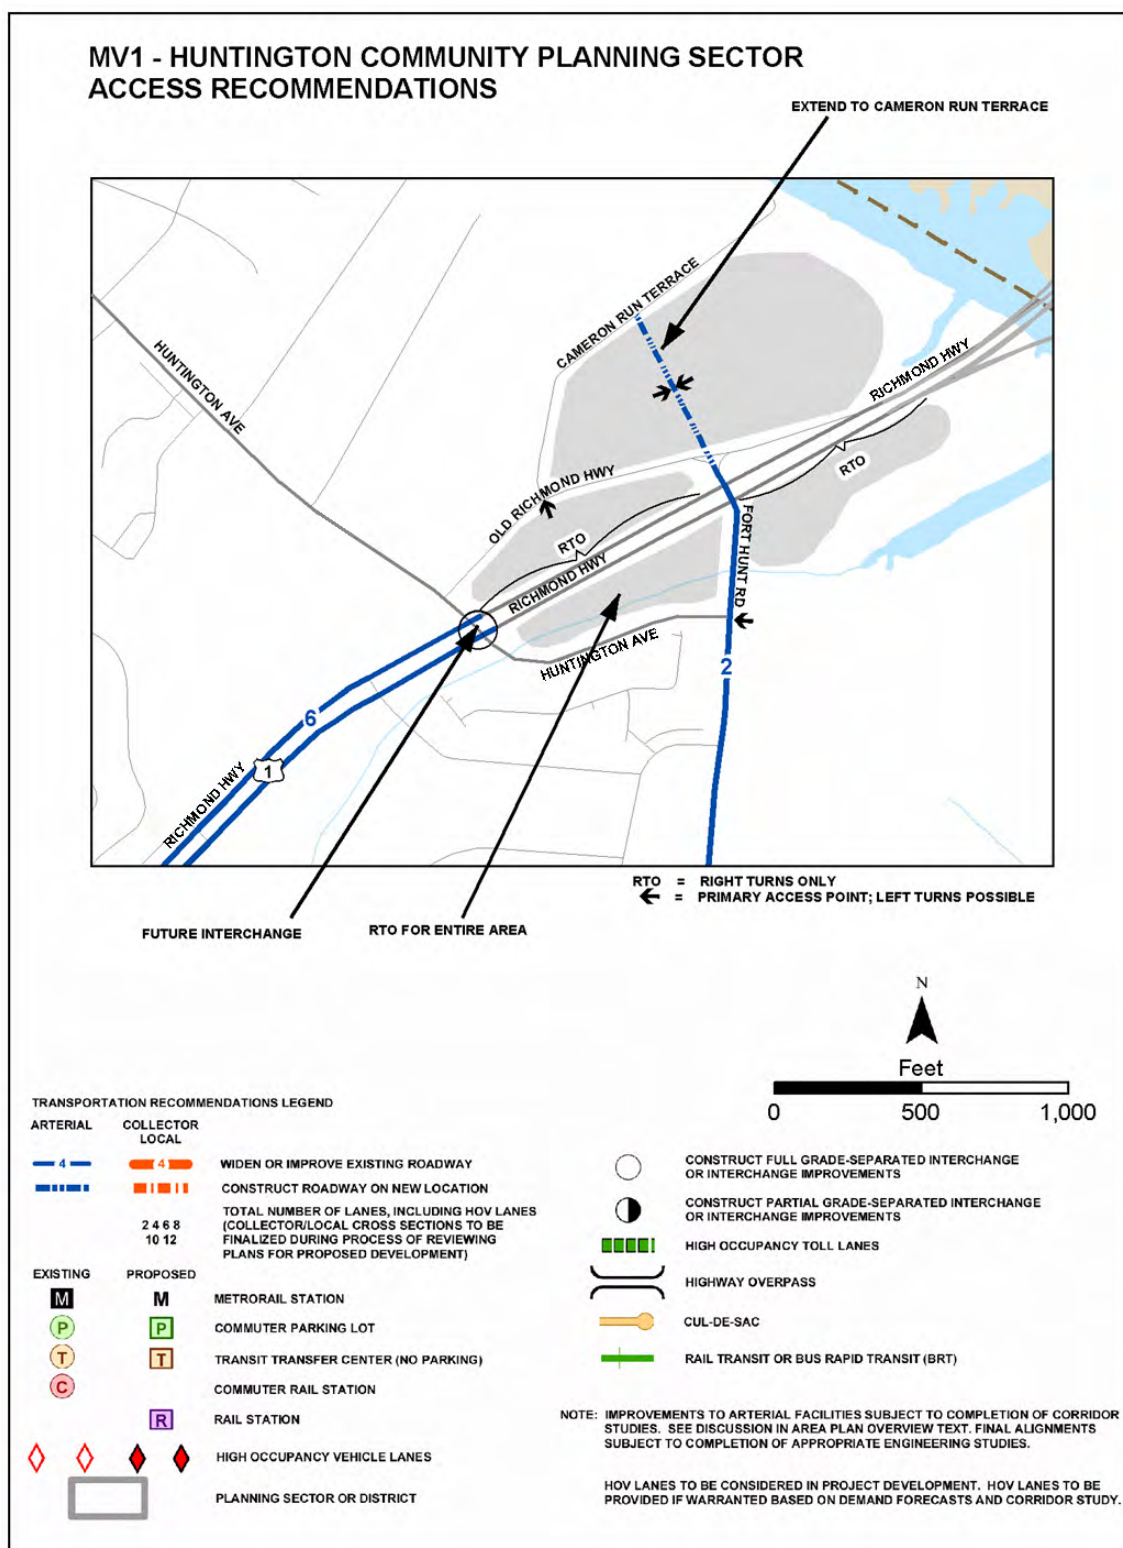 MV1 - HUNTINGTON COMMUNITY PLANNING SECTOR
ACCESS RECOMMENDATIONS
EXTEND TO CAMERON RUN TERRACE
CAMERON RUN TERRACE
HUNTINGTON AVE
RICHMOND HWY
OLD RICHMOND HWY
RTO
RTO
RICHMOND HWY
FORT HUNT RD
HUNTINGTON AVE
2
6
1
RICHMOND HWY
RTO = RIGHT TURNS ONLY
= PRIMARY ACCESS POINT; LEFT TURNS POSSIBLE
FUTURE INTERCHANGE
RTO FOR ENTIRE AREA
N
Feet
0 500 1,000
TRANSPORTATION RECOMMENDATIONS LEGEND
ARTERIAL COLLECTOR
LOCAL
4 4 WIDEN OR IMPROVE EXISTING ROADWAY
CONSTRUCT ROADWAY ON NEW LOCATION
TOTAL NUMBER OF LANES, INCLUDING HOV LANES
2 4 6 8 (COLLECTOR/LOCAL CROSS SECTIONS TO BE
10 12 FINALIZED DURING PROCESS OF REVIEWING
PLANS FOR PROPOSED DEVELOPMENT)
EXISTING PROPOSED
M M METRORAIL STATION
P P COMMUTER PARKING LOT
T T TRANSIT TRANSFER CENTER (NO PARKING)
C COMMUTER RAIL STATION
R RAIL STATION
HIGH OCCUPANCY VEHICLE LANES
PLANNING SECTOR OR DISTRICT
CONSTRUCT FULL GRADE-SEPARATED INTERCHANGE
OR INTERCHANGE IMPROVEMENTS
CONSTRUCT PARTIAL GRADE-SEPARATED INTERCHANGE
OR INTERCHANGE IMPROVEMENTS
HIGH OCCUPANCY TOLL LANES
HIGHWAY OVERPASS
CUL-DE-SAC
RAIL TRANSIT OR BUS RAPID TRANSIT (BRT)
NOTE: IMPROVEMENTS TO ARTERIAL FACILITIES SUBJECT TO COMPLETION OF CORRIDOR
STUDIES. SEE DISCUSSION IN AREA PLAN OVERVIEW TEXT. FINAL ALIGNMENTS
SUBJECT TO COMPLETION OF APPROPRIATE ENGINEERING STUDIES.
HOV LANES TO BE CONSIDERED IN PROJECT DEVELOPMENT. HOV LANES TO BE
PROVIDED IF WARRANTED BASED ON DEMAND FORECASTS AND CORRIDOR STUDY.